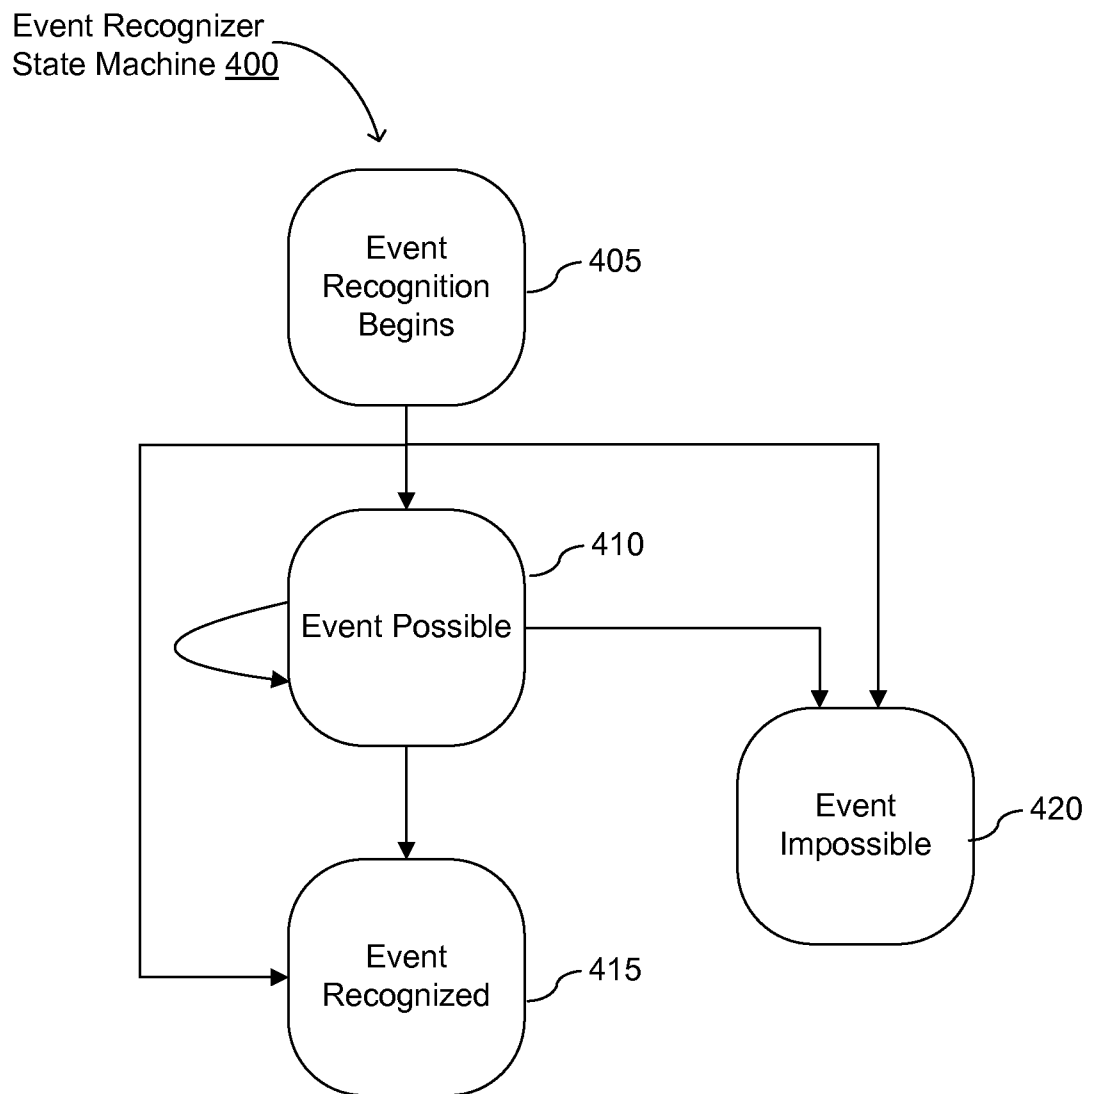 Event Recognizer
State Machine 400
Event
Recognition
Begins
405
410
Event Possible
Event
Impossible
420
Event
Recognized
415